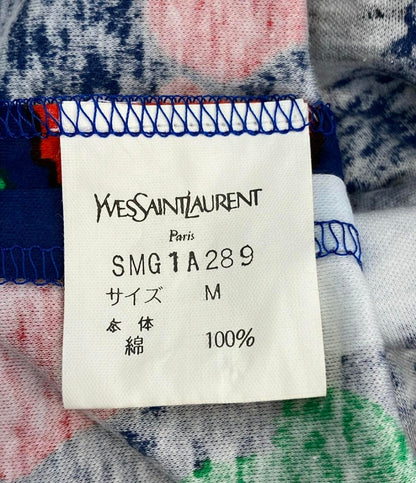 YVESSAINTLAURENT
Paris
SMG1A289
サイズ M
本体
綿 100%